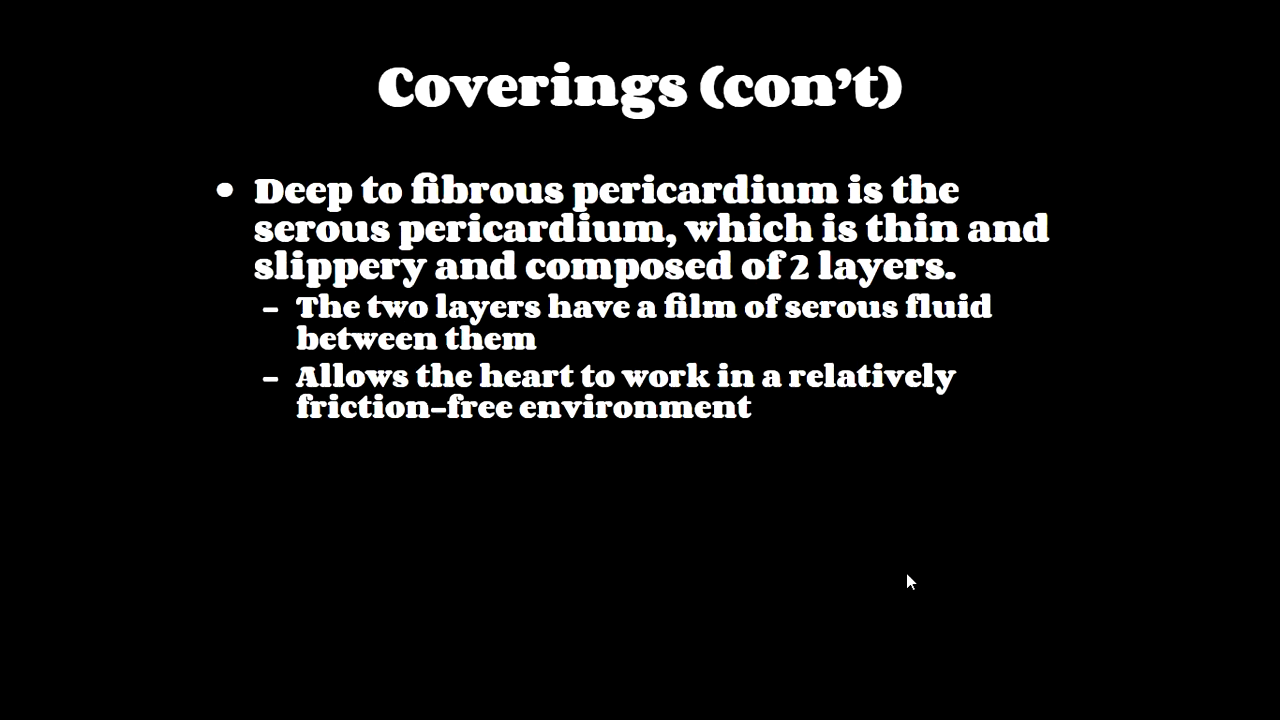 Coverings (con’t)
• Deep to fibrous pericardium is the
serous pericardium, which is thin and
slippery and composed of 2 layers.
– The two layers have a film of serous fluid
between them
– Allows the heart to work in a relatively
friction-free environment